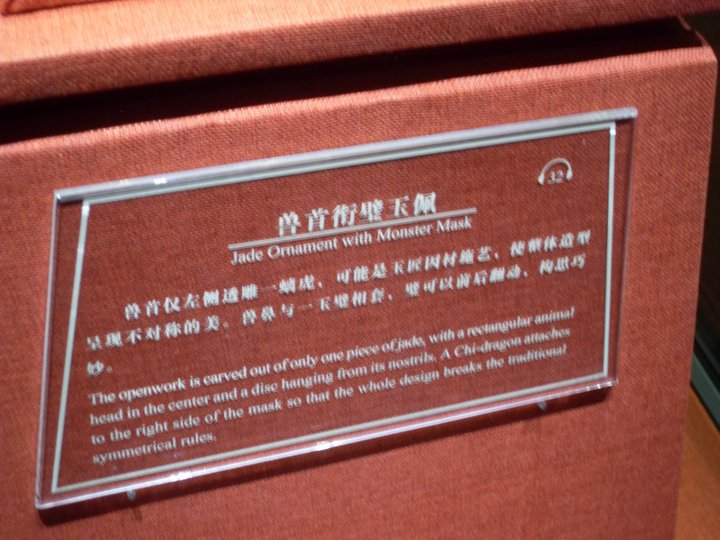 32
兽首衔璧玉佩
Jade Ornament with Monster Mask
兽首仅左侧透雕一螭虎，可能是玉匠因材施艺，使整体造型
呈现不对称的美。兽鼻与一玉璧相套，璧可以前后翻动，构思巧
妙。
The openwork is carved out of only one piece of jade, with a rectangular animal
head in the center and a disc hanging from its nostrils. A Chi-dragon attaches
to the right side of the mask so that the whole design breaks the traditional
symmetrical rules.